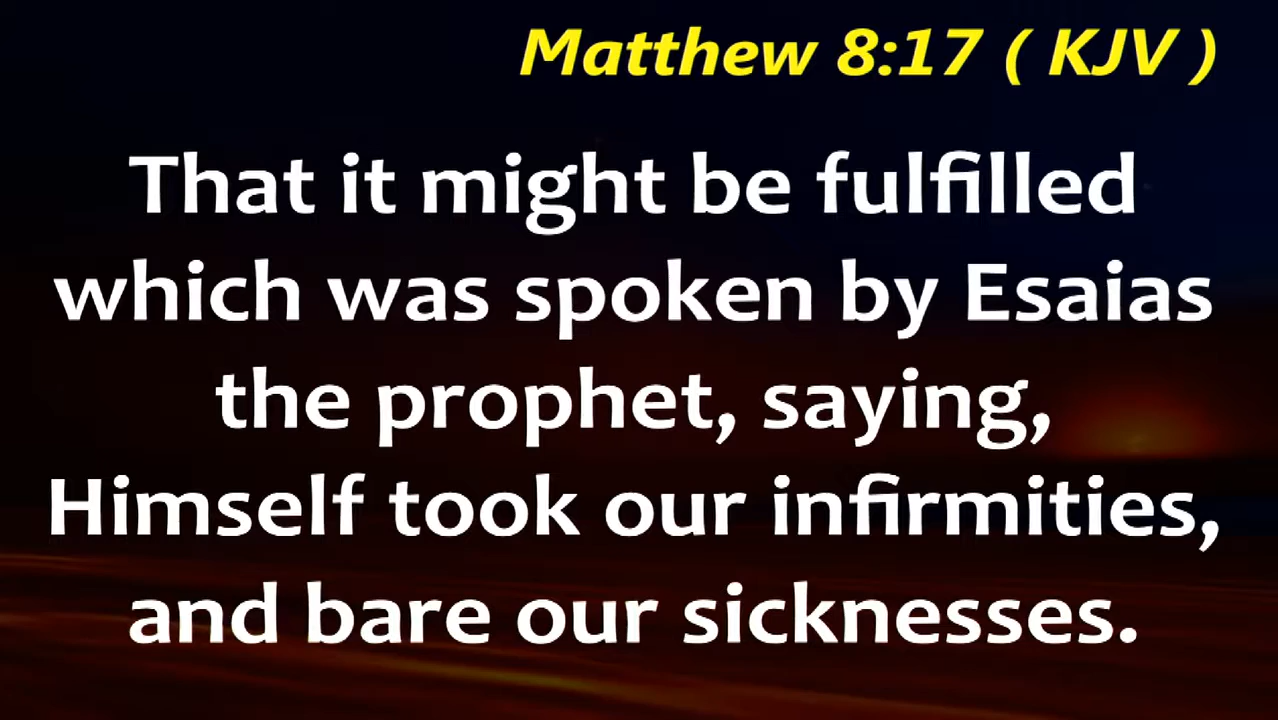 Matthew 8:17 ( KJV )
That it might be fulfilled
which was spoken by Esaias
the prophet, saying,
Himself took our infirmities,
and bare our sicknesses.